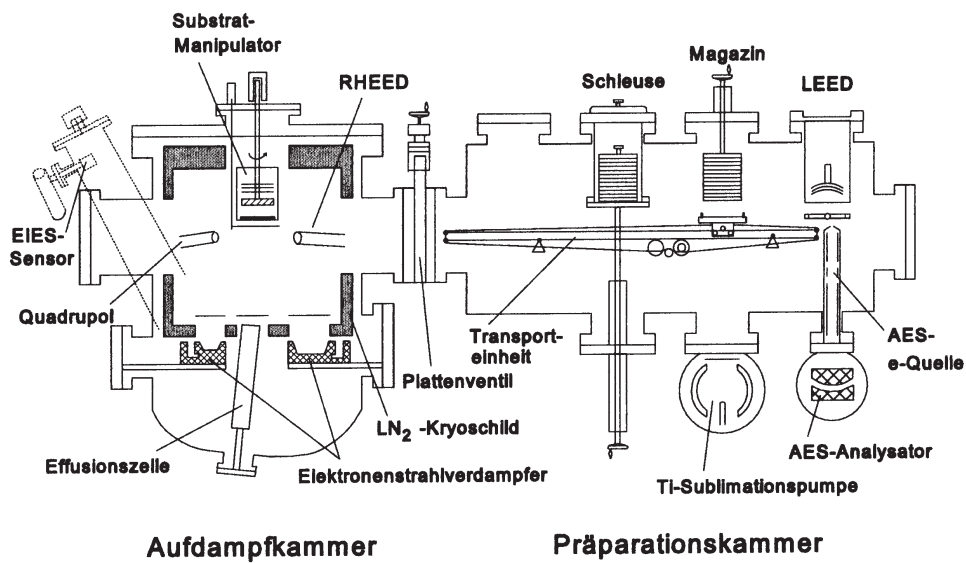 Substrat-
Manipulator
RHEED
Schleuse
Magazin
LEED
EIES-
Sensor
Quadrupol
Transport-
einheit
Plattenventil
AES-
e-Quelle
LN2 -Kryoschild
Effusionszelle
Elektronenstrahlverdampfer
AES-Analysator
Ti-Sublimationspumpe
Aufdampfkammer
Präparationskammer